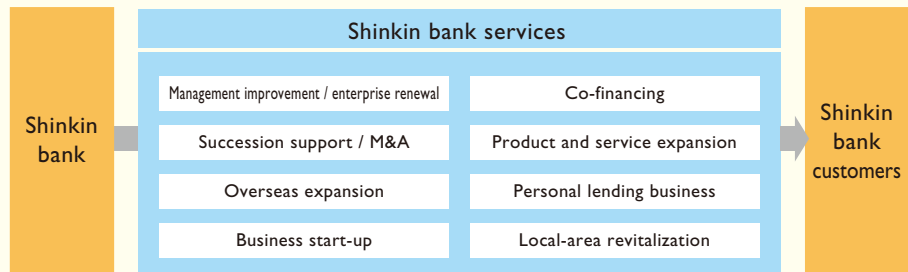 Shinkin bank services
Shinkin
bank
Management improvement / enterprise renewal
Co-financing
Succession support / M&A
Product and service expansion
Overseas expansion
Personal lending business
Business start-up
Local-area revitalization
Shinkin
bank
customers